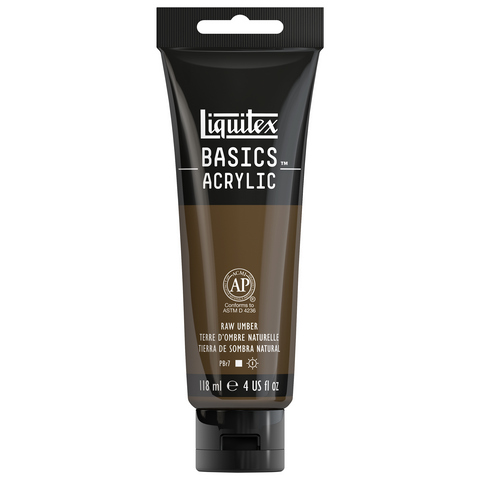 Liquitex
BASICS™
ACRYLIC
ACMI
AP
®
Conforms to
ASTM D 4236
RAW UMBER
TERRE D'OMBRE NATURELLE
TIERRA DE SOMBRA NATURAL
PBr7 I
118 ml ℮ 4 US fl oz